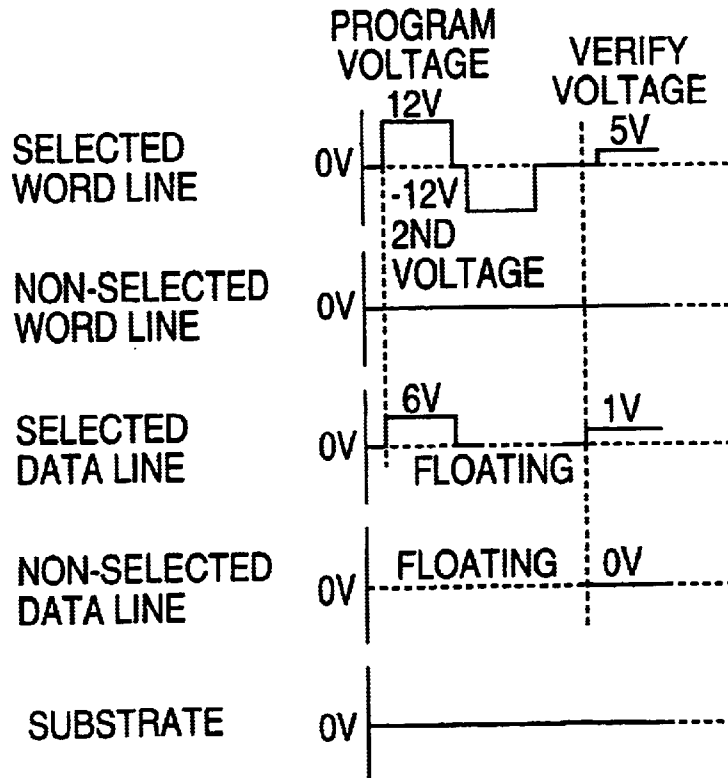 PROGRAM
VOLTAGE
VERIFY
VOLTAGE
12V
5V
SELECTED
WORD LINE
0V
-12V
2ND
VOLTAGE
NON-SELECTED
WORD LINE
0V
6V
1V
SELECTED
DATA LINE
0V
FLOATING
NON-SELECTED
DATA LINE
0V
FLOATING
0V
SUBSTRATE
0V